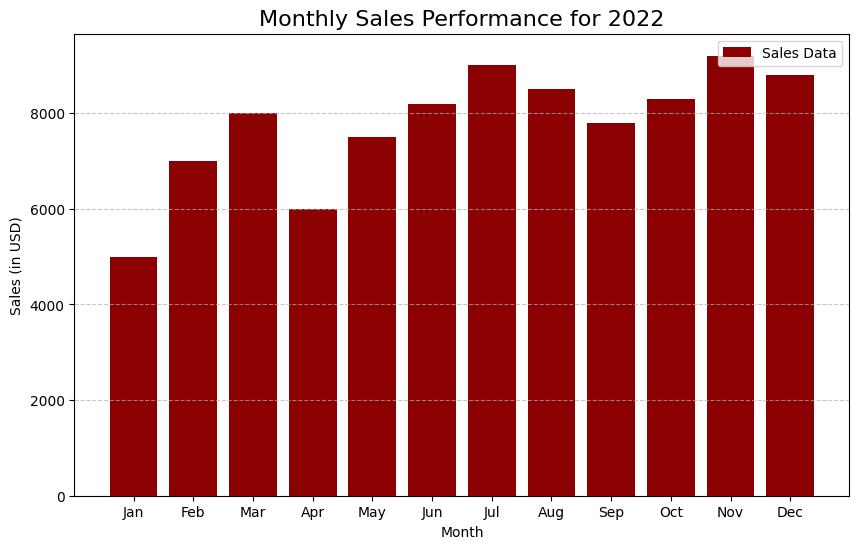 Monthly Sales Performance for 2022
Sales Data
Sales (in USD)
8000
6000
4000
2000
0
Jan Feb Mar Apr May Jun Jul Aug Sep Oct Nov Dec
Month